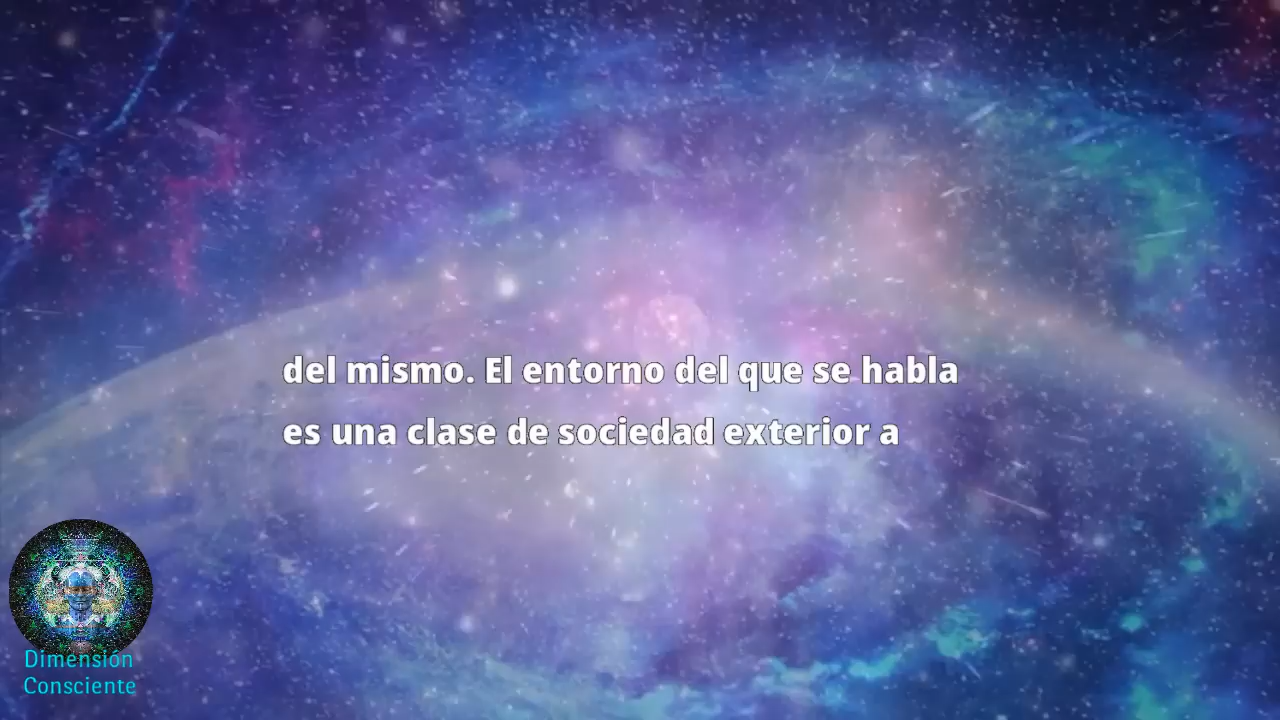 del mismo. El entorno del que se habla
es una clase de sociedad exterior a
Dimensión
Consciente